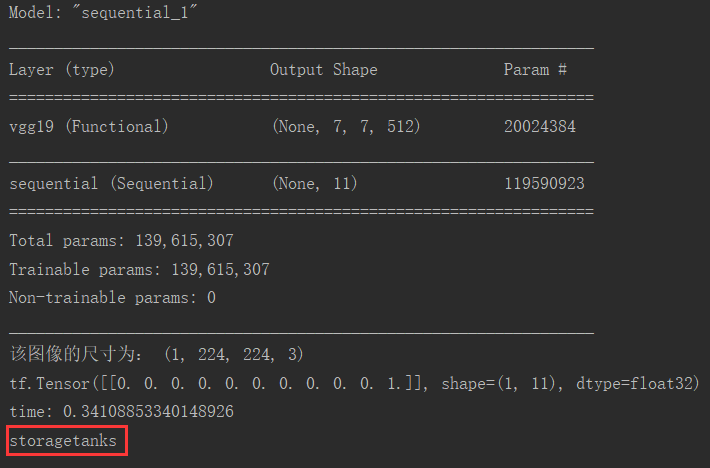 Model: "sequential_1"
Layer (type) Output Shape Param #
vgg19 (Functional) (None, 7, 7, 512) 20024384
sequential (Sequential) (None, 11) 119590923
Total params: 139,615,307
Trainable params: 139,615,307
Non-trainable params: 0
该图像的尺寸为： (1, 224, 224, 3)
tf.Tensor([[0. 0. 0. 0. 0. 0. 0. 0. 0. 0. 1.]], shape=(1, 11), dtype=float32)
time: 0.34108853340148926
storagetanks